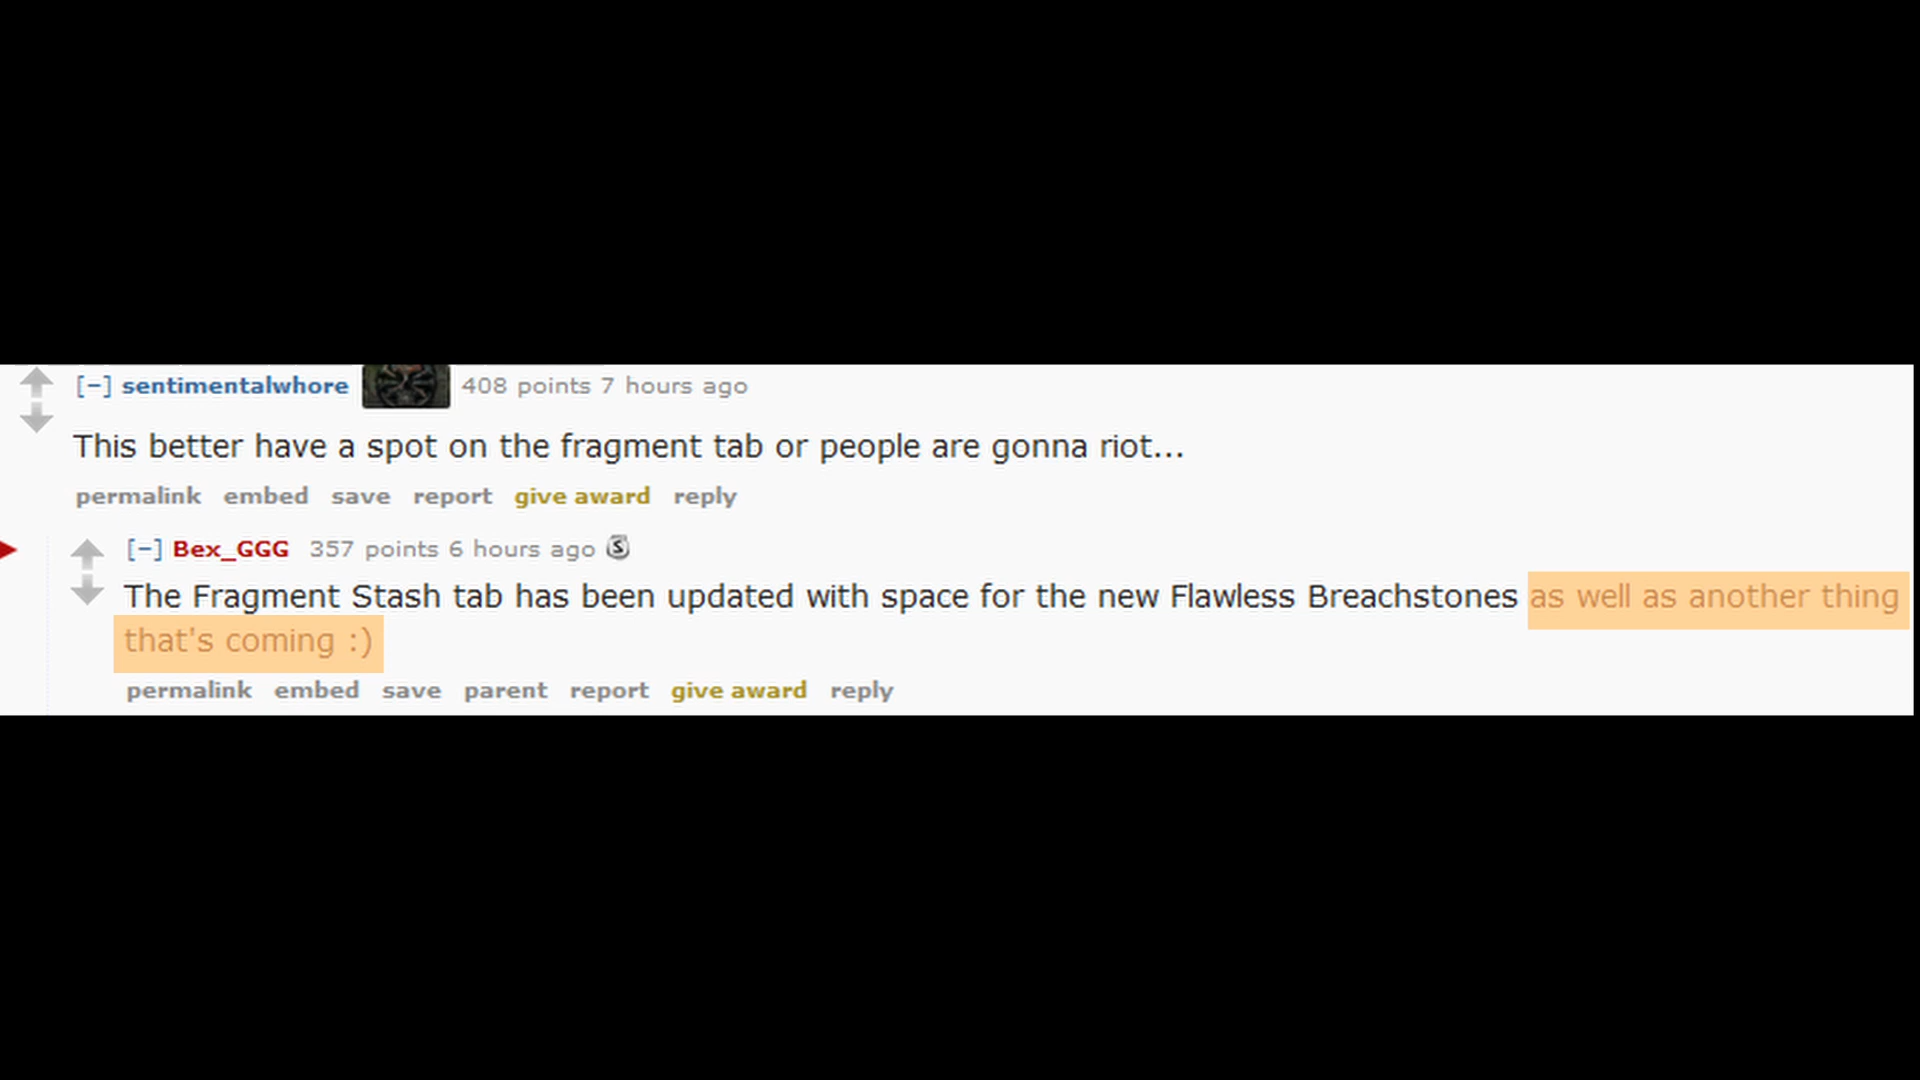 [−] sentimentalwhore 408 points 7 hours ago
This better have a spot on the fragment tab or people are gonna riot...
permalink embed save report give award reply
[−] Bex_GGG 357 points 6 hours ago S
The Fragment Stash tab has been updated with space for the new Flawless Breachstones as well as another thing
that's coming :)
permalink embed save parent report give award reply